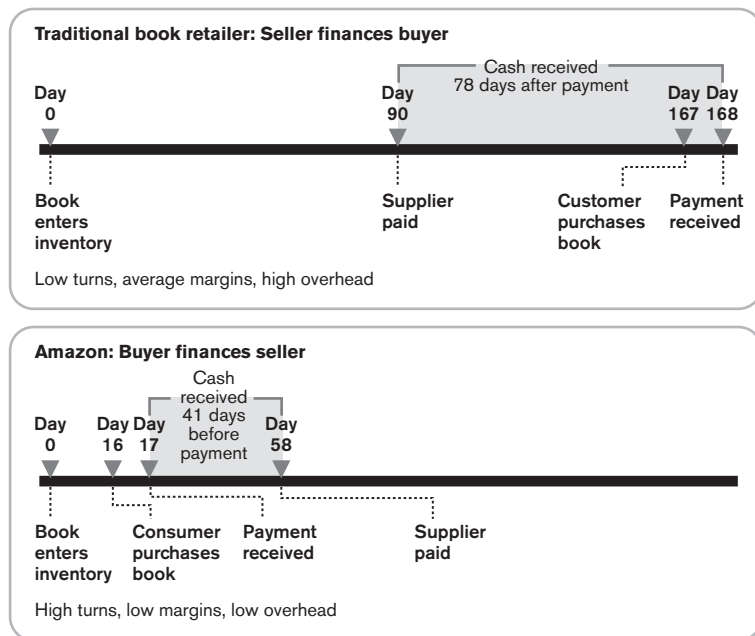 Traditional book retailer: Seller finances buyer
Cash received
78 days after payment
Day
0
Day
90
Day
167
Day
168
Book
enters
inventory
Supplier
paid
Customer
purchases
book
Payment
received
Low turns, average margins, high overhead
Amazon: Buyer finances seller
Cash
received
41 days
before
payment
Day
0
Day
16
Day
17
Day
58
Book
enters
inventory
Consumer
purchases
book
Payment
received
Supplier
paid
High turns, low margins, low overhead